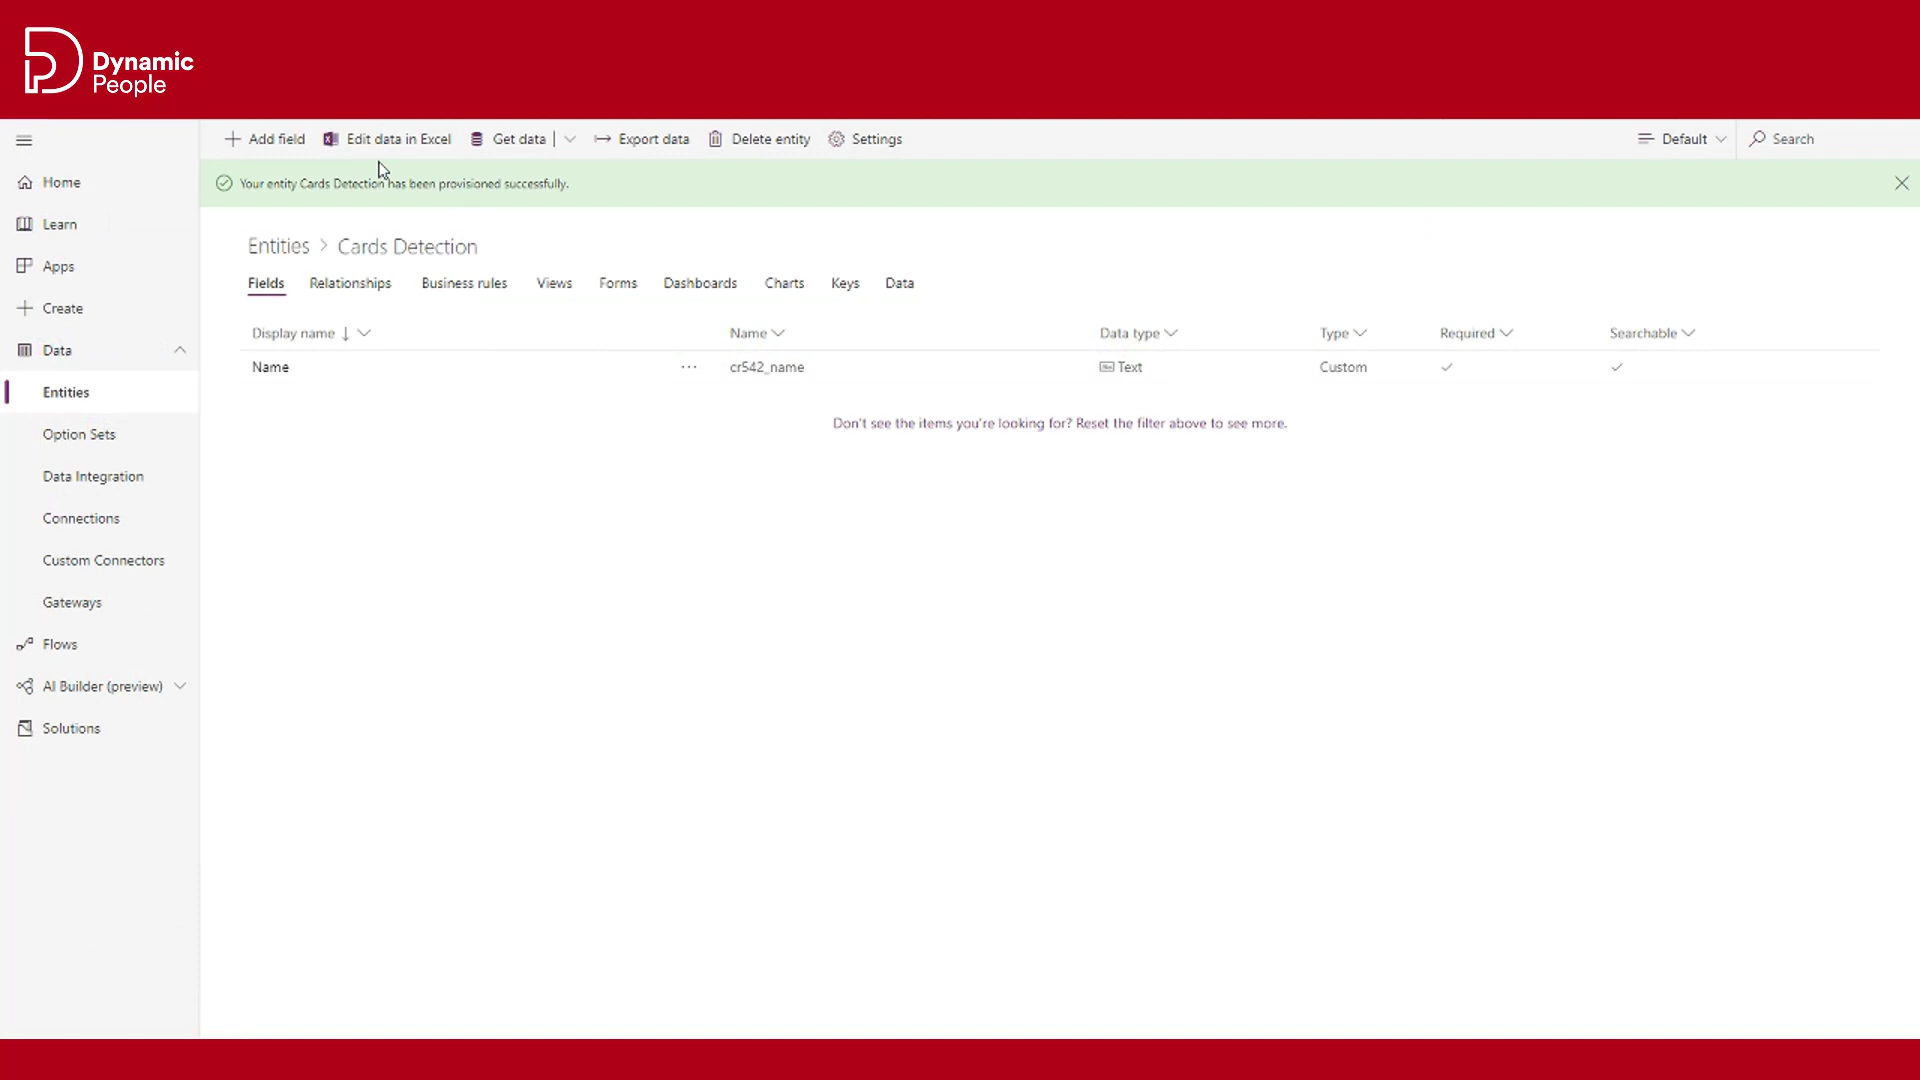 Dynamic
People
Add field Edit data in Excel Get data Export data Delete entity Settings Default Search
Your entity Cards Detection has been provisioned successfully.
Home
Learn
Apps
Create
Data
Entities
Option Sets
Data Integration
Connections
Custom Connectors
Gateways
Flows
AI Builder (preview)
Solutions
Entities > Cards Detection
Fields Relationships Business rules Views Forms Dashboards Charts Keys Data
Display name Name Data type Type Required Searchable
Name ... cr542_name Text Custom
Don't see the items you're looking for? Reset the filter above to see more.